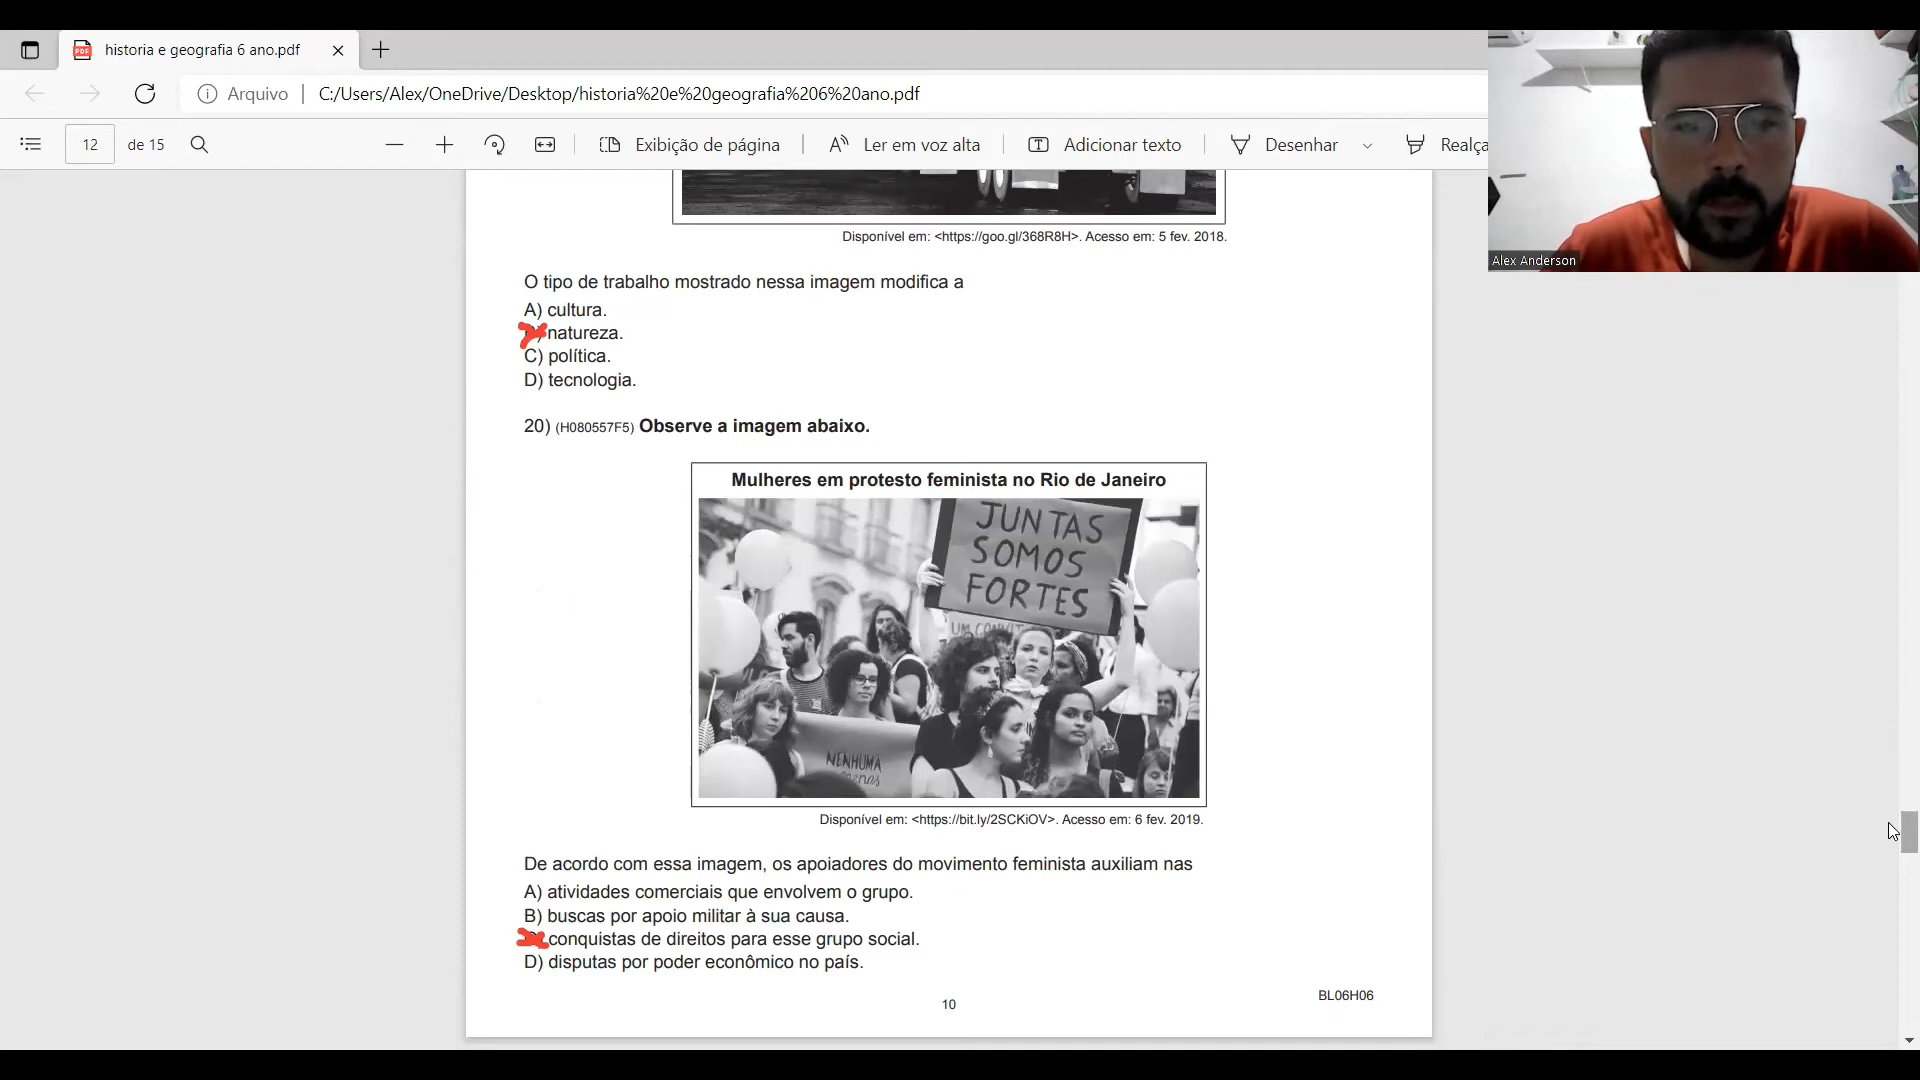 historia e geografia 6 ano.pdf
Arquivo
C:/Users/Alex/OneDrive/Desktop/historia%20e%20geografia%206%20ano.pdf
12 de 15
Exibição de página
Ler em voz alta
Adicionar texto
Desenhar
Realça
Alex Anderson
Disponível em: <https://goo.gl/368R8H>. Acesso em: 5 fev. 2018.
O tipo de trabalho mostrado nessa imagem modifica a
A) cultura.
natureza.
C) política.
D) tecnologia.
20) (H080557F5) Observe a imagem abaixo.
Mulheres em protesto feminista no Rio de Janeiro
JUNTAS
SOMOS
FORTES
UM CONVITE
NENHUMA
menos
Disponível em: <https://bit.ly/2SCKiOV>. Acesso em: 6 fev. 2019.
De acordo com essa imagem, os apoiadores do movimento feminista auxiliam nas
A) atividades comerciais que envolvem o grupo.
B) buscas por apoio militar à sua causa.
conquistas de direitos para esse grupo social.
D) disputas por poder econômico no país.
10
BL06H06